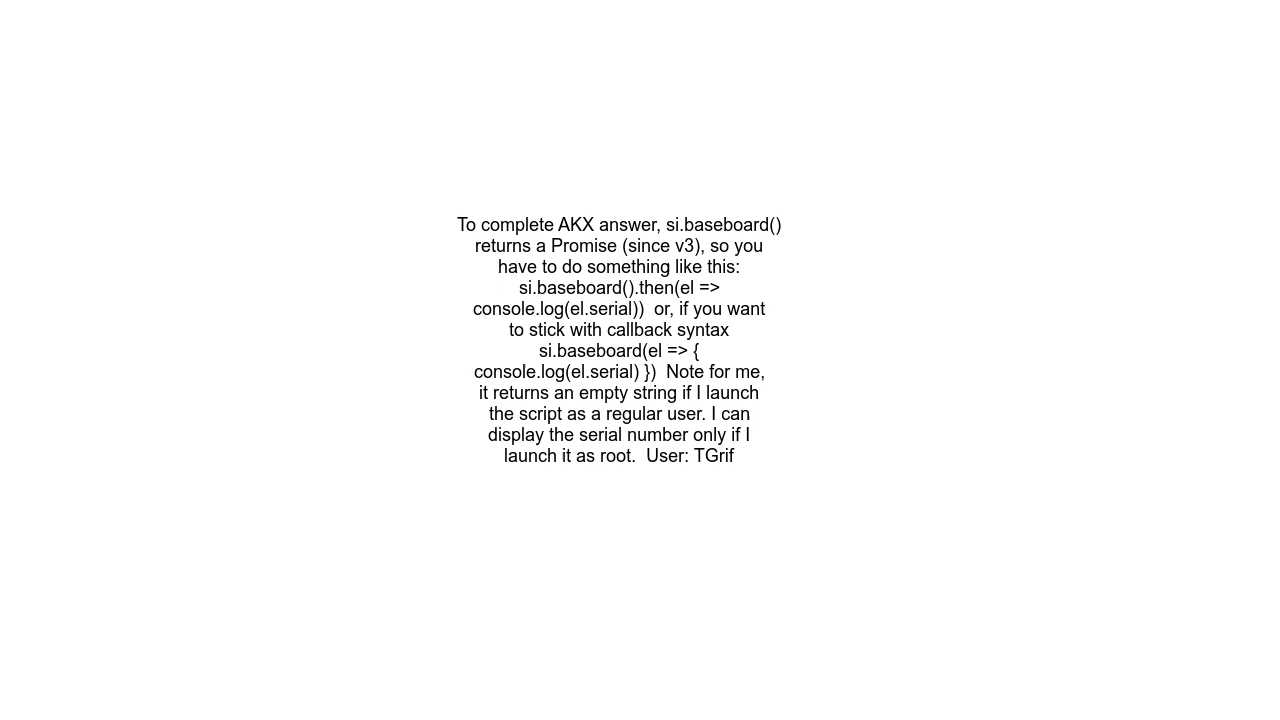 To complete AKX answer, si.baseboard()
returns a Promise (since v3), so you
have to do something like this:
si.baseboard().then(el =>
console.log(el.serial))  or, if you want
to stick with callback syntax
si.baseboard(el => {
console.log(el.serial) })  Note for me,
it returns an empty string if I launch
the script as a regular user. I can
display the serial number only if I
launch it as root.  User: TGrif